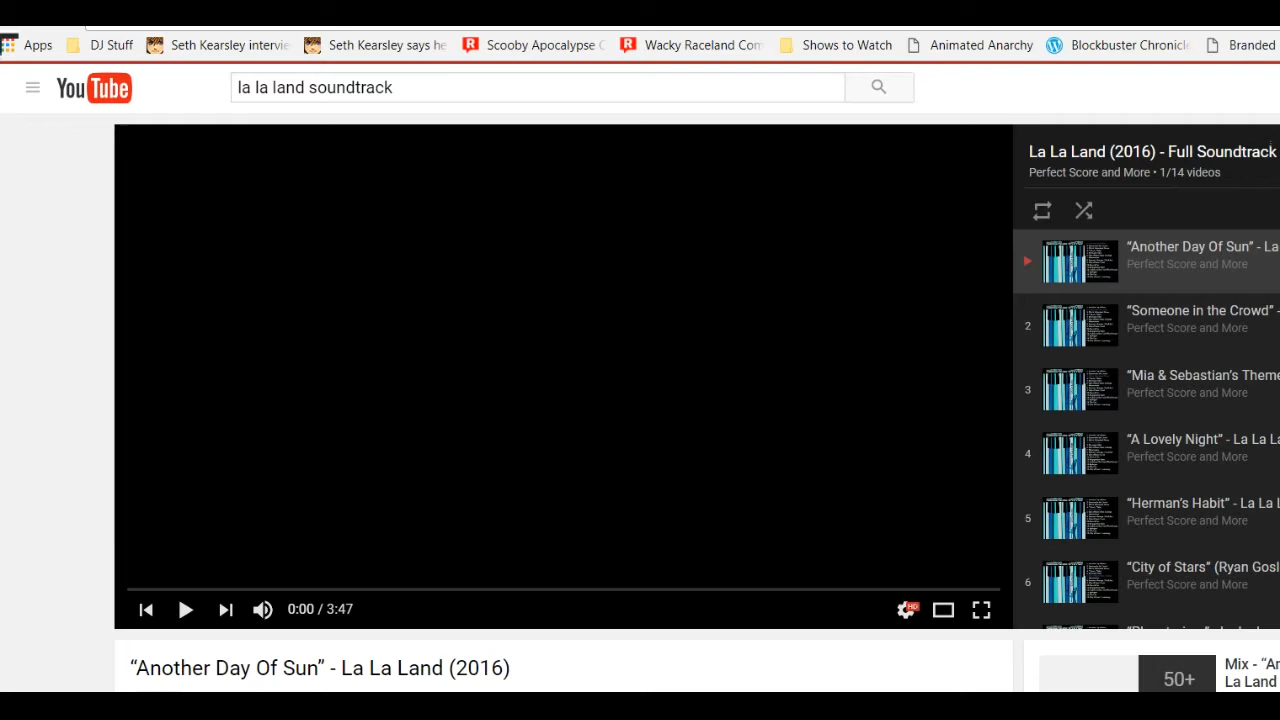 Apps DJ Stuff Seth Kearsley intervie Seth Kearsley says he Scooby Apocalypse C Wacky Raceland Com Shows to Watch Animated Anarchy Blockbuster Chronicl Branded
YouTube la la land soundtrack
La La Land (2016) - Full Soundtrack
Perfect Score and More • 1/14 videos
“Another Day Of Sun” - La
Perfect Score and More
2 “Someone in the Crowd” -
Perfect Score and More
3 “Mia & Sebastian’s Theme
Perfect Score and More
4 “A Lovely Night” - La La La
Perfect Score and More
5 “Herman’s Habit” - La La L
Perfect Score and More
6 “City of Stars” (Ryan Gosl
Perfect Score and More
0:00 / 3:47 HD
“Another Day Of Sun” - La La Land (2016)
50+
Mix - “An
La Land